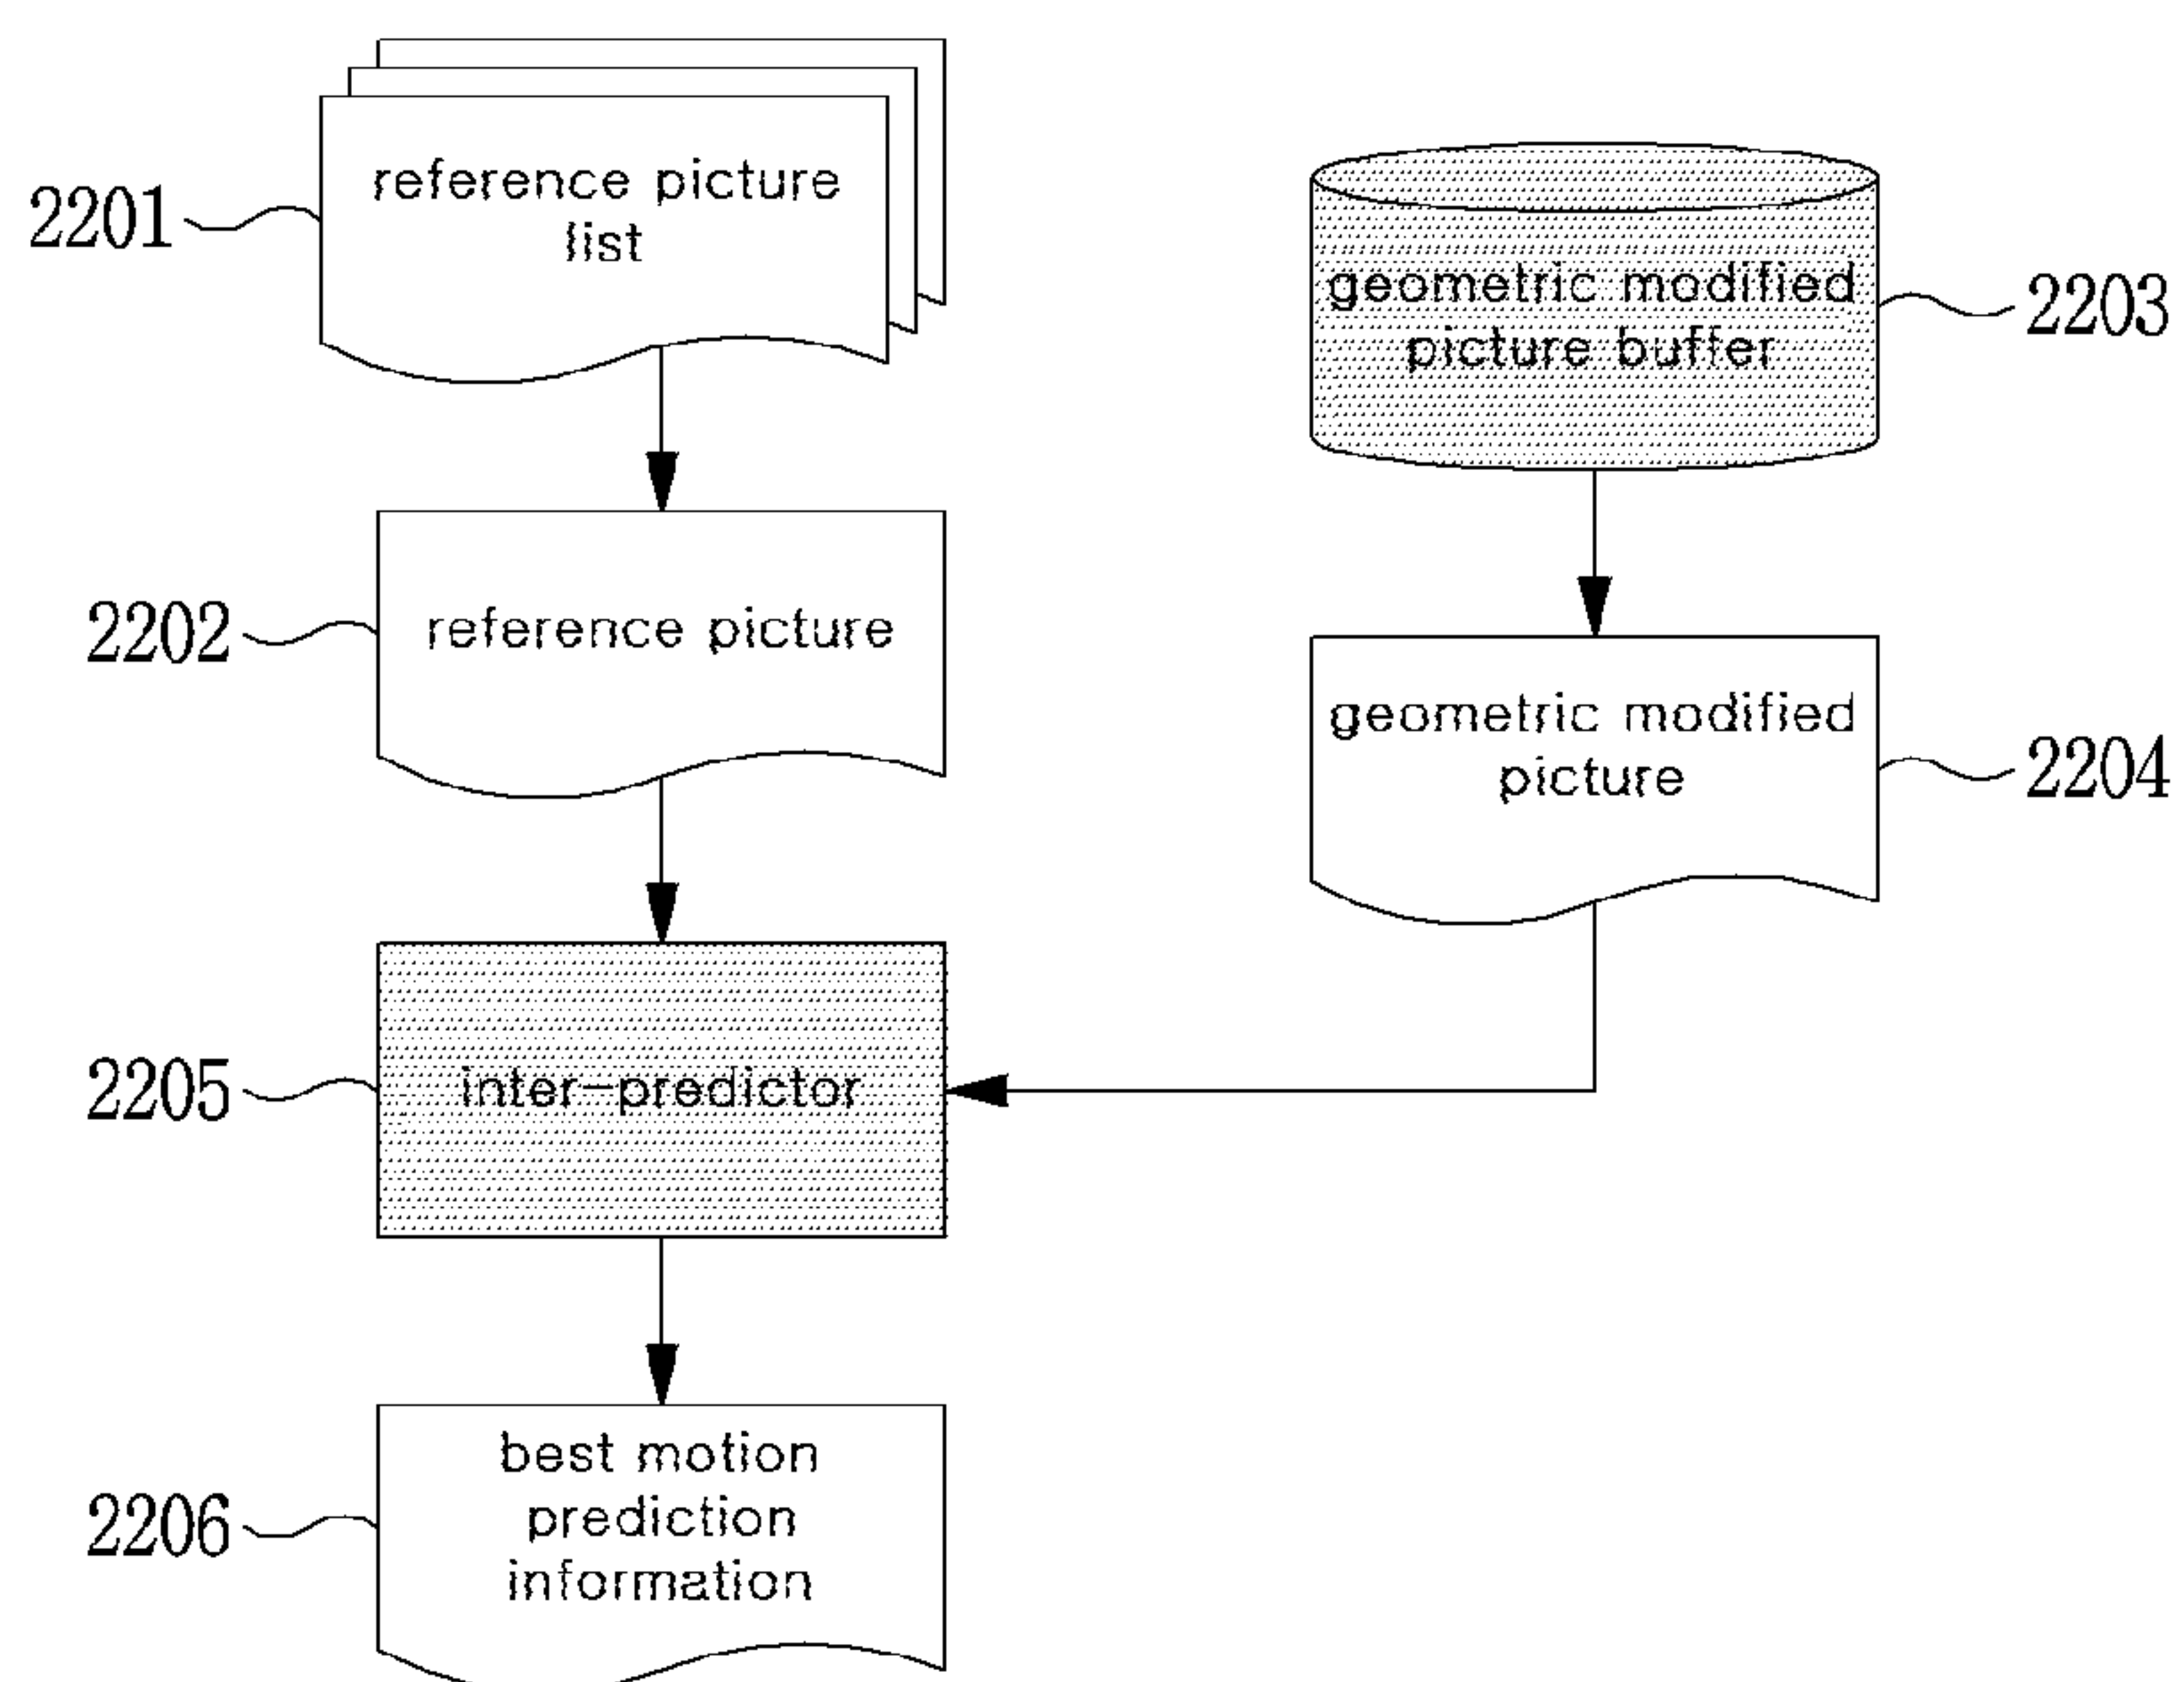 2201
reference picture
list
geometric modified
picture buffer
2203
2202
reference picture
geometric modified
picture
2204
2205
inter-predictor
2206
best motion
prediction
information